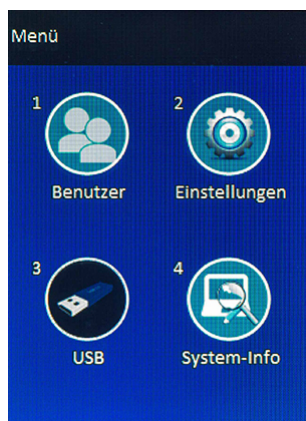 Menü
1
2
Benutzer
Einstellungen
3
4
USB
System-Info